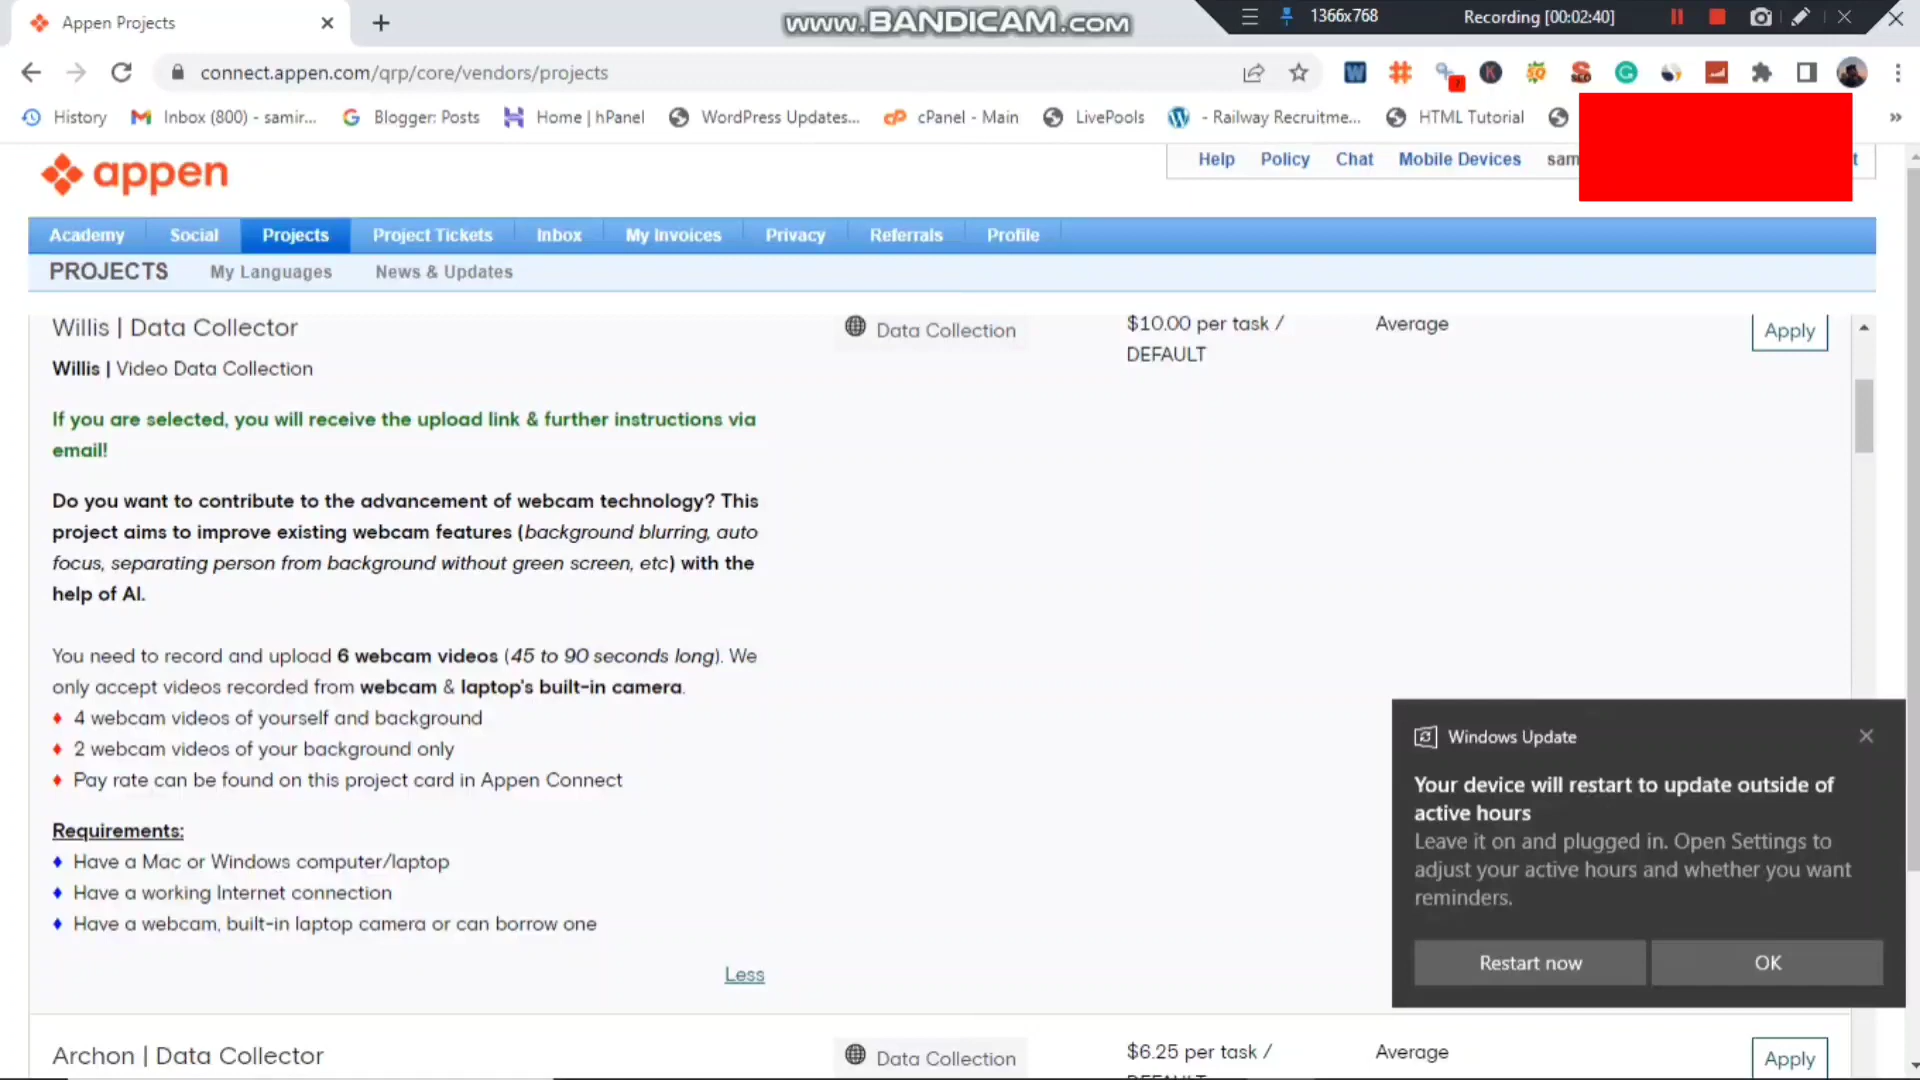 Appen Projects
www.BANDICAM.com
1366x768
Recording [00:02:40]
connect.appen.com/qrp/core/vendors/projects
History
Inbox (800) - samir...
Blogger: Posts
Home | hPanel
WordPress Updates...
cPanel - Main
LivePools
- Railway Recruitme...
HTML Tutorial
»
appen
Help
Policy
Chat
Mobile Devices
sam
t
Academy
Social
Projects
Project Tickets
Inbox
My Invoices
Privacy
Referrals
Profile
PROJECTS
My Languages
News & Updates
Willis | Data Collector
Data Collection
$10.00 per task /
DEFAULT
Average
Apply
Willis | Video Data Collection
If you are selected, you will receive the upload link & further instructions via
email!
Do you want to contribute to the advancement of webcam technology? This
project aims to improve existing webcam features (background blurring, auto
focus, separating person from background without green screen, etc) with the
help of AI.
You need to record and upload 6 webcam videos (45 to 90 seconds long). We
only accept videos recorded from webcam & laptop's built-in camera.
♦ 4 webcam videos of yourself and background
♦ 2 webcam videos of your background only
♦ Pay rate can be found on this project card in Appen Connect
Requirements:
♦ Have a Mac or Windows computer/laptop
♦ Have a working Internet connection
♦ Have a webcam, built-in laptop camera or can borrow one
Less
Windows Update
Your device will restart to update outside of
active hours
Leave it on and plugged in. Open Settings to
adjust your active hours and whether you want
reminders.
Restart now
OK
Archon | Data Collector
Data Collection
$6.25 per task /
DEFAULT
Average
Apply